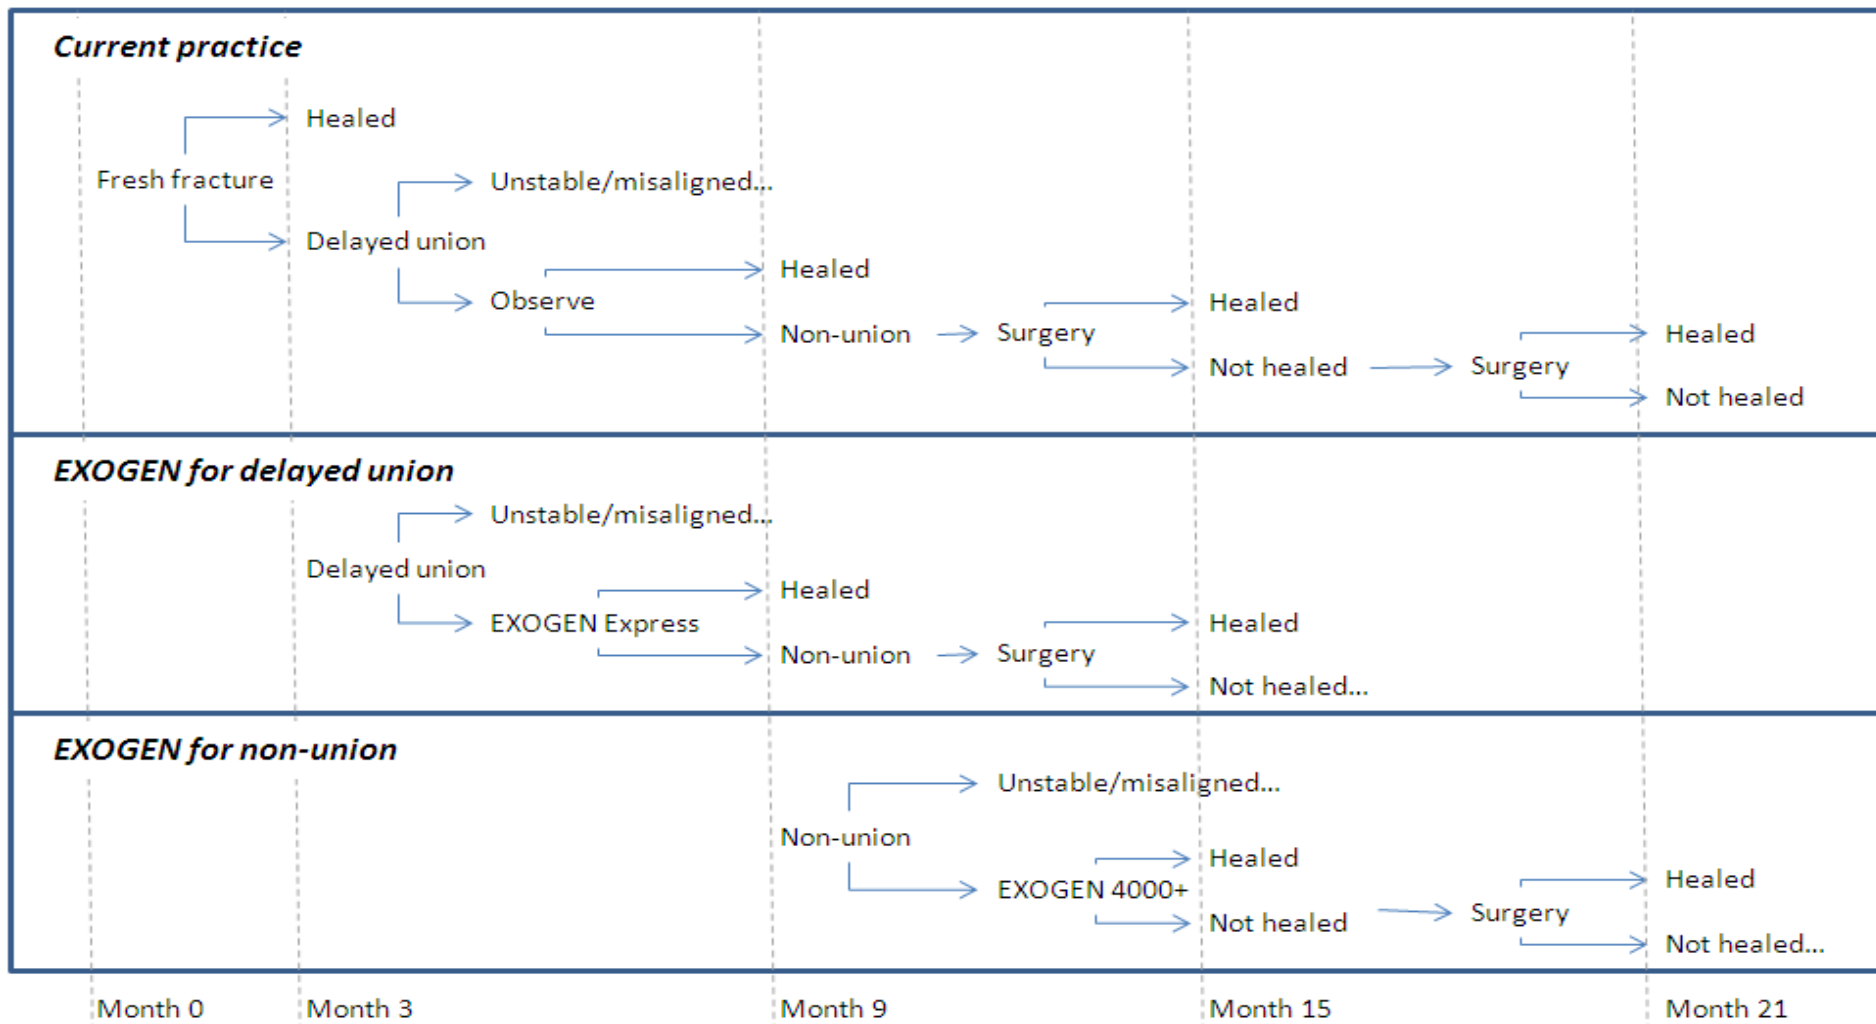 Current practice
Healed
Fresh fracture
Unstable/misaligned...
Delayed union
Healed
Observe
Healed
Non-union
Surgery
Healed
Not healed
Surgery
Not healed
EXOGEN for delayed union
Unstable/misaligned...
Delayed union
Healed
EXOGEN Express
Healed
Non-union
Surgery
Not healed...
EXOGEN for non-union
Unstable/misaligned...
Non-union
Healed
EXOGEN 4000+
Healed
Not healed
Surgery
Not healed...
Month 0
Month 3
Month 9
Month 15
Month 21